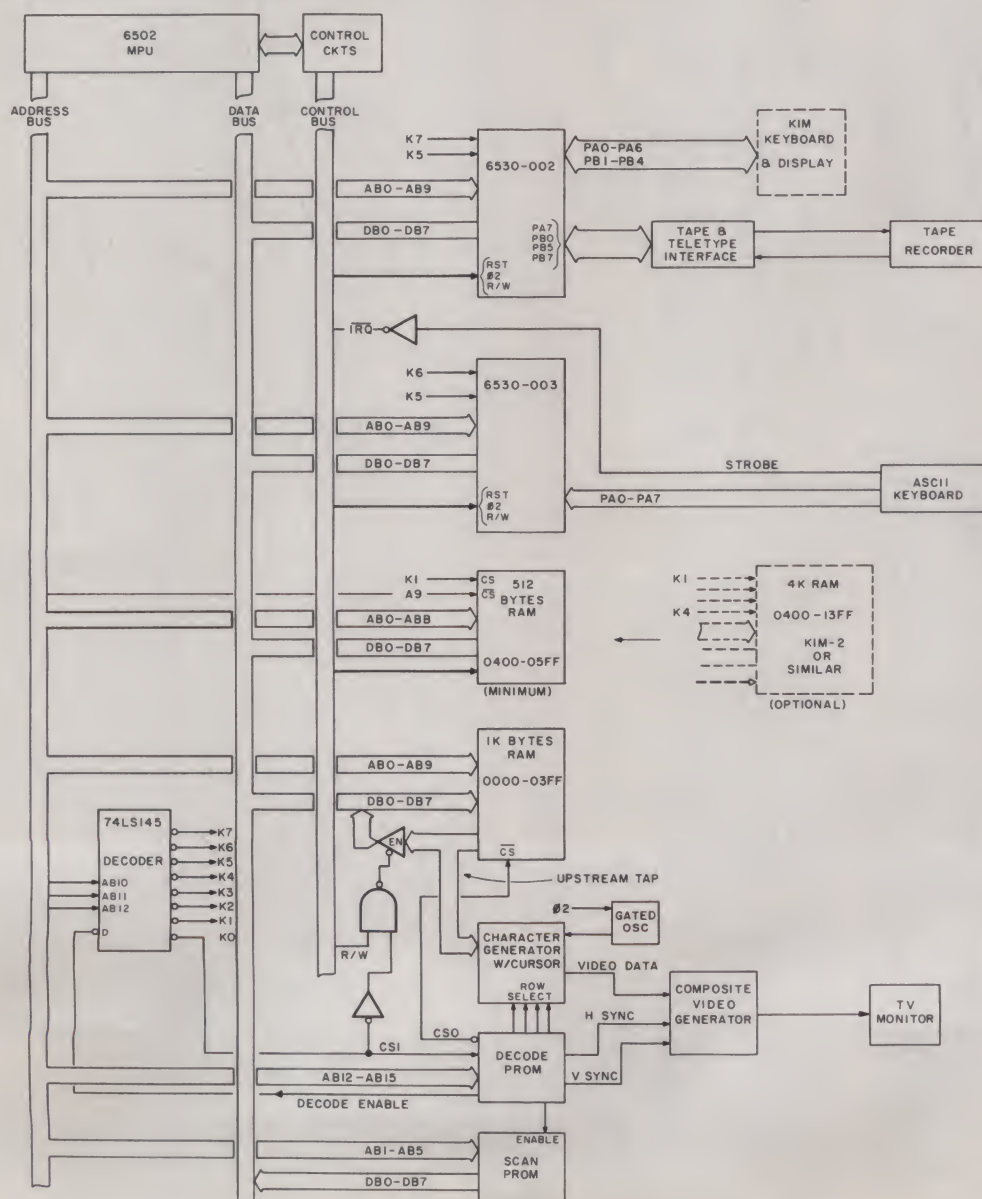 6502
MPU
CONTROL
CKTS
ADDRESS
BUS
DATA
BUS
CONTROL
BUS
K7
K5
6530-002
AB0-AB9
DB0-DB7
PA7
PB0
PB5
PB7
RST
Ø2
R/W
PA0-PA6
PB1-PB4
KIM
KEYBOARD
& DISPLAY
TAPE &
TELETYPE
INTERFACE
TAPE
RECORDER
IRQ
K6
K5
6530-003
AB0-AB9
DB0-DB7
RST
Ø2
R/W
STROBE
PA0-PA7
ASCII
KEYBOARD
K1
A9
CS
CS
512
BYTES
RAM
AB0-AB8
DB0-DB7
0400-05FF
(MINIMUM)
K1
K4
4K RAM
0400-13FF
KIM-2
OR
SIMILAR
(OPTIONAL)
1K BYTES
RAM
AB0-AB9
0000-03FF
DB0-DB7
CS
EN
UPSTREAM TAP
74LS145
DECODER
AB10
AB11
AB12
D
K7
K6
K5
K4
K3
K2
K1
K0
R/W
Ø2
GATED
OSC
CHARACTER
GENERATOR
W/CURSOR
ROW
SELECT
VIDEO DATA
H SYNC
V SYNC
COMPOSITE
VIDEO
GENERATOR
TV
MONITOR
CS0
CS1
DECODE
PROM
AB12-AB15
DECODE ENABLE
AB1-AB5
DB0-DB7
ENABLE
SCAN
PROM